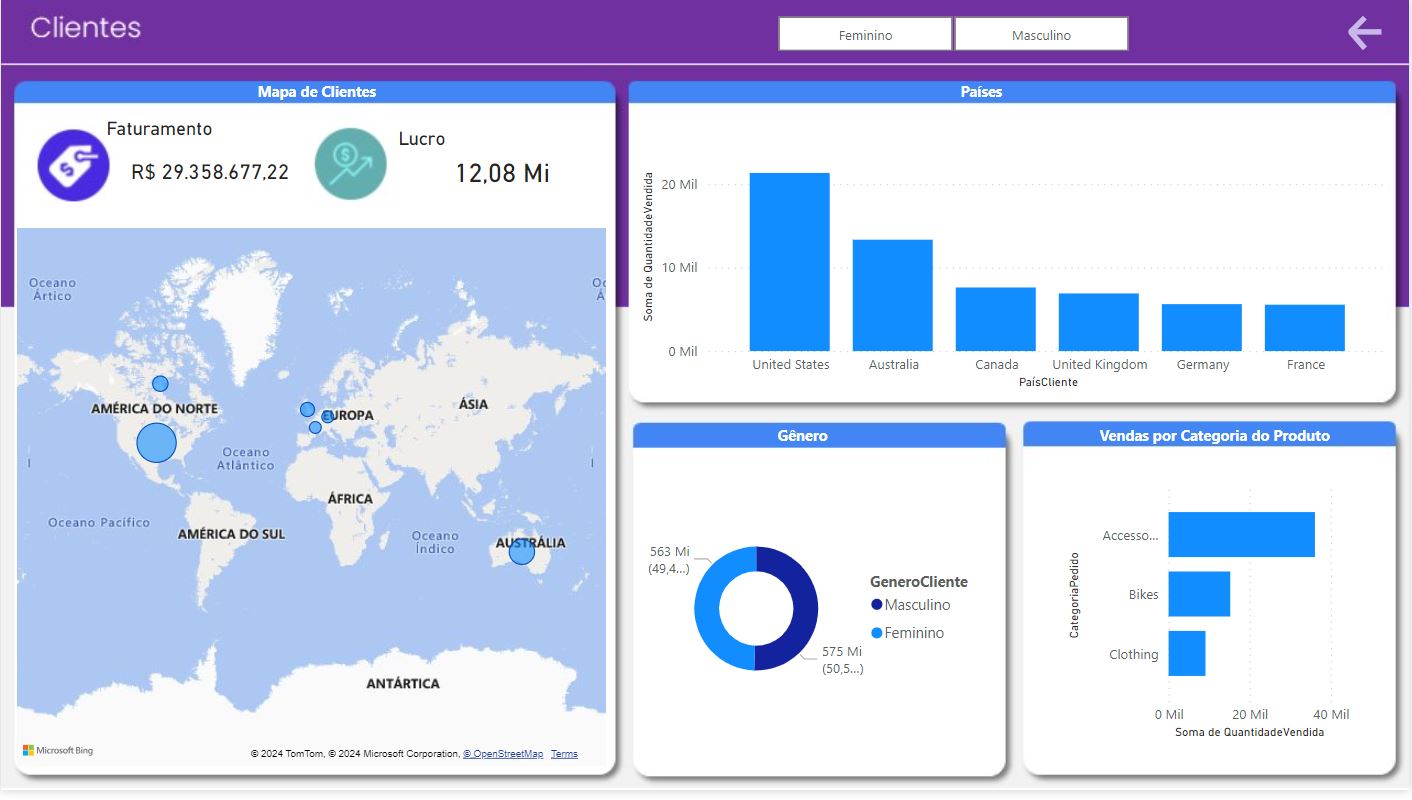 Clientes
Feminino
Masculino
Mapa de Clientes
Faturamento
R$ 29.358.677,22
Lucro
12,08 Mi
Oceano
Ártico
Oc
Á
AMÉRICA DO NORTE
EUROPA
ÁSIA
Oceano
Atlântico
ÁFRICA
Oceano Pacífico
AMÉRICA DO SUL
Oceano
Índico
AUSTRÁLIA
ANTÁRTICA
Microsoft Bing
© 2024 TomTom, © 2024 Microsoft Corporation, © OpenStreetMap Terms
Países
Soma de QuantidadeVendida
20 Mil
10 Mil
0 Mil
United States
Australia
Canada
United Kingdom
Germany
France
PaísCliente
Gênero
563 Mi
(49,4...)
575 Mi
(50,5...)
GeneroCliente
Masculino
Feminino
Vendas por Categoria do Produto
CategoriaPedido
Accesso...
Bikes
Clothing
0 Mil
20 Mil
40 Mil
Soma de QuantidadeVendida